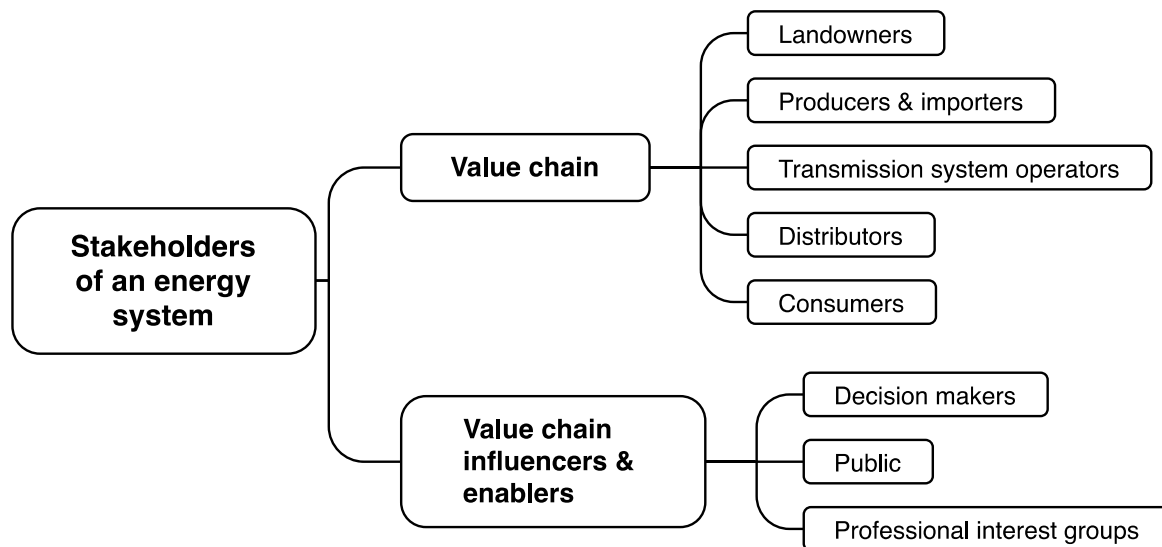 Stakeholders
of an energy
system
Value chain
Landowners
Producers & importers
Transmission system operators
Distributors
Consumers
Value chain
influencers &
enablers
Decision makers
Public
Professional interest groups